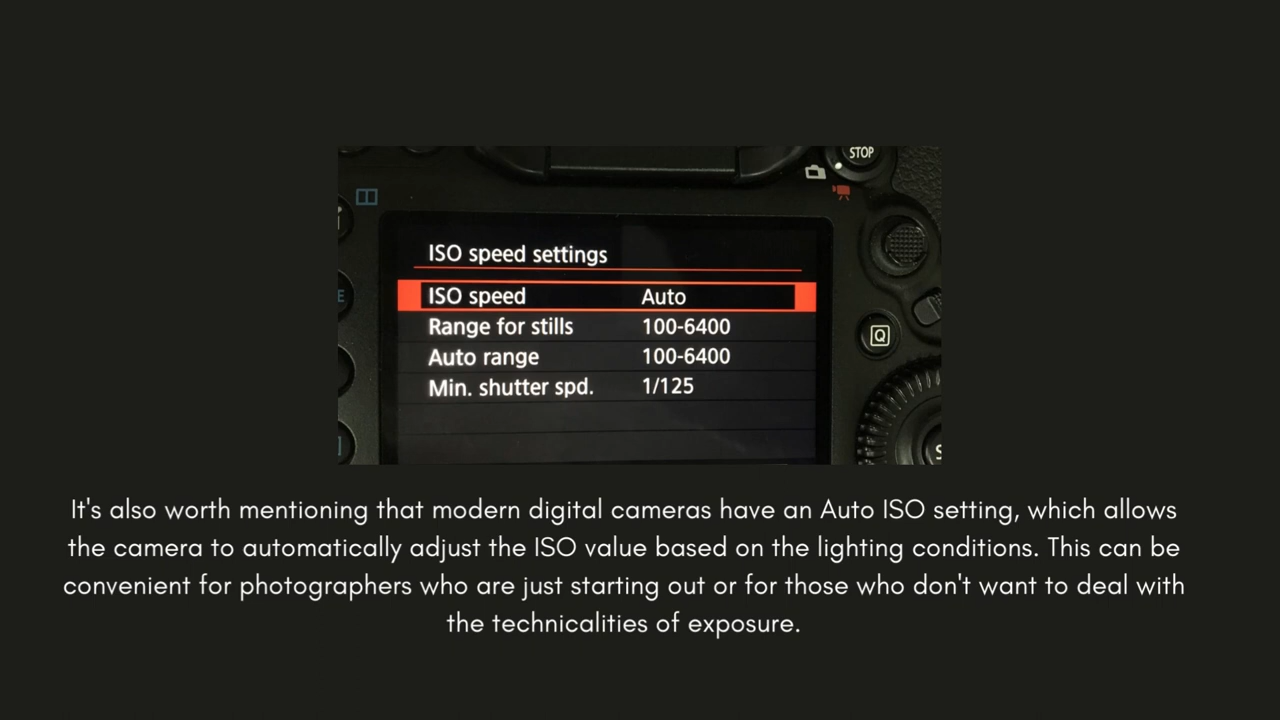 STOP
ISO speed settings
ISO speed Auto
Range for stills 100-6400
Auto range 100-6400
Min. shutter spd. 1/125
E
Q
S
It's also worth mentioning that modern digital cameras have an Auto ISO setting, which allows
the camera to automatically adjust the ISO value based on the lighting conditions. This can be
convenient for photographers who are just starting out or for those who don't want to deal with
the technicalities of exposure.